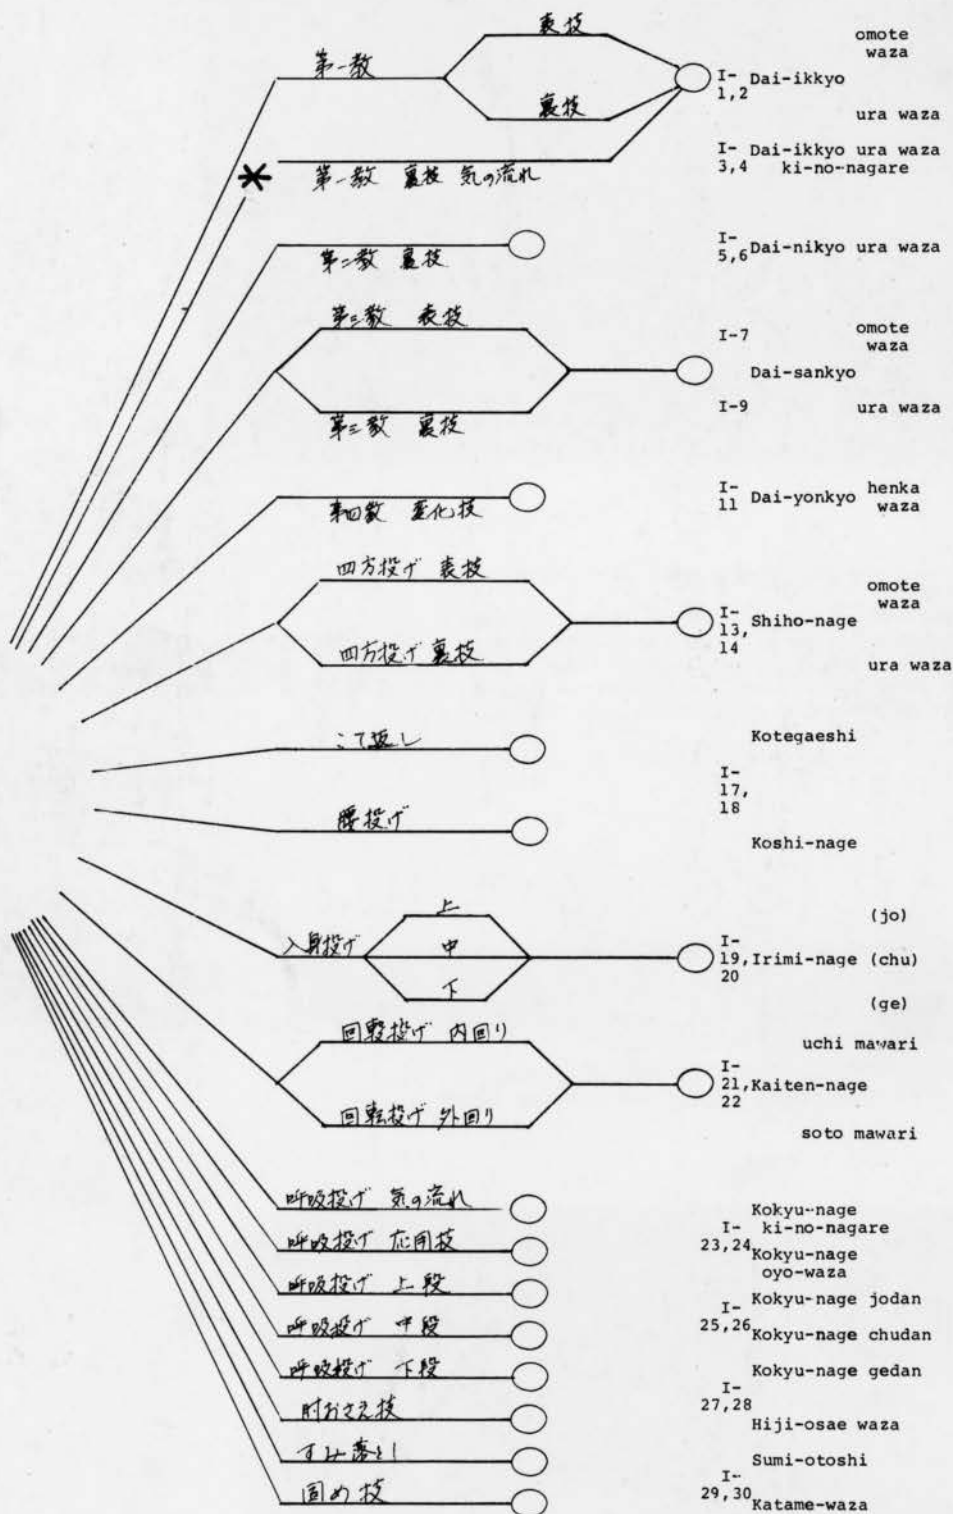 表技
omote
waza
第一教
I-
1,2 Dai-ikkyo
裏技
ura waza
第一教 裏技 気の流れ
I-
3,4
Dai-ikkyo ura waza
ki-no-nagare
第二教 裏技
I-
5,6
Dai-nikyo ura waza
第三教 表技
I-7
omote
waza
Dai-sankyo
第三教 裏技
I-9
ura waza
第四教 変化技
I-
11
Dai-yonkyo henka
waza
四方投げ 表技
omote
waza
I-
13,
14
Shiho-nage
四方投げ 裏技
ura waza
こて返し
Kotegaeshi
I-
17,
18
腰投げ
Koshi-nage
上
(jo)
入身投げ 中
I-
19,
20
Irimi-nage (chu)
下
(ge)
回転投げ 内回り
uchi mawari
I-
21,
22
Kaiten-nage
回転投げ 外回り
soto mawari
呼吸投げ 気の流れ
Kokyu-nage
ki-no-nagare
I-
23,24
呼吸投げ 応用技
Kokyu-nage
oyo-waza
呼吸投げ 上段
Kokyu-nage jodan
I-
25,26
呼吸投げ 中段
Kokyu-nage chudan
呼吸投げ 下段
Kokyu-nage gedan
I-
27,28
肘おさえ技
Hiji-osae waza
すみ落とし
Sumi-otoshi
I-
29,30
固め技
Katame-waza